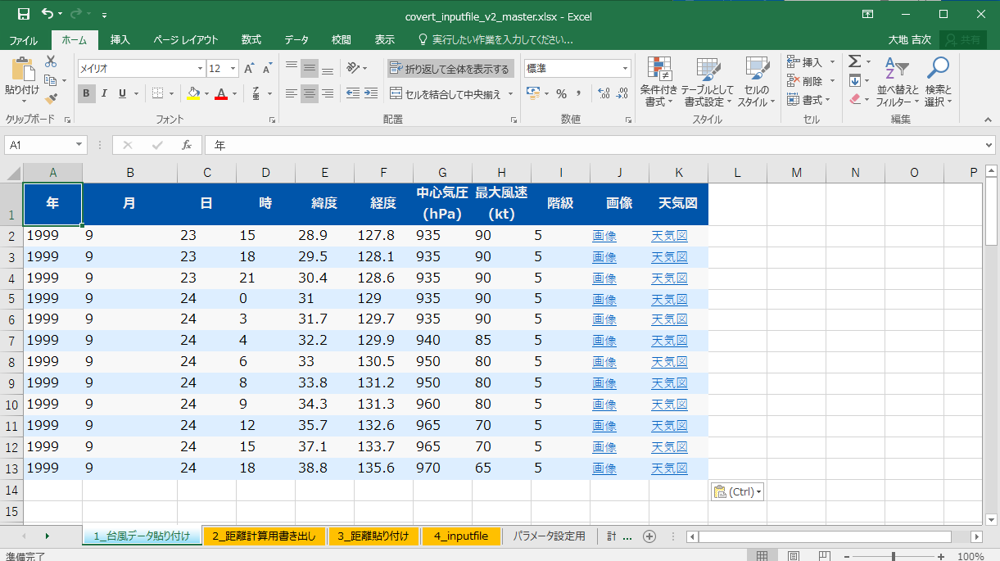 covert_inputfile_v2_master.xlsx - Excel
ファイル ホーム 挿入 ページ レイアウト 数式 データ 校閲 表示 実行したい作業を入力してください... 大地 吉次 共有
メイリオ 12 折り返して全体を表示する 標準 挿入
貼り付け 条件付き テーブルとして セルの 削除 並べ替えと 検索と
B I U A セルを結合して中央揃え % 書式 書式設定 スタイル 書式 フィルター 選択
クリップボード フォント 配置 数値 スタイル セル 編集
A1 fx 年
A B C D E F G H I J K L M N O P
1 年 月 日 時 緯度 経度 中心気圧 (hPa) 最大風速 (kt) 階級 画像 天気図
2 1999 9 23 15 28.9 127.8 935 90 5 画像 天気図
3 1999 9 23 18 29.5 128.1 935 90 5 画像 天気図
4 1999 9 23 21 30.4 128.6 935 90 5 画像 天気図
5 1999 9 24 0 31 129 935 90 5 画像 天気図
6 1999 9 24 3 31.7 129.7 935 90 5 画像 天気図
7 1999 9 24 4 32.2 129.9 940 85 5 画像 天気図
8 1999 9 24 6 33 130.5 950 80 5 画像 天気図
9 1999 9 24 8 33.8 131.2 950 80 5 画像 天気図
10 1999 9 24 9 34.3 131.3 960 80 5 画像 天気図
11 1999 9 24 12 35.7 132.6 965 70 5 画像 天気図
12 1999 9 24 15 37.1 133.7 965 70 5 画像 天気図
13 1999 9 24 18 38.8 135.6 970 65 5 画像 天気図
14 (Ctrl)
15
1_台風データ貼り付け 2_距離計算用書き出し 3_距離貼り付け 4_inputfile パラメータ設定用 計 ...
準備完了 100%